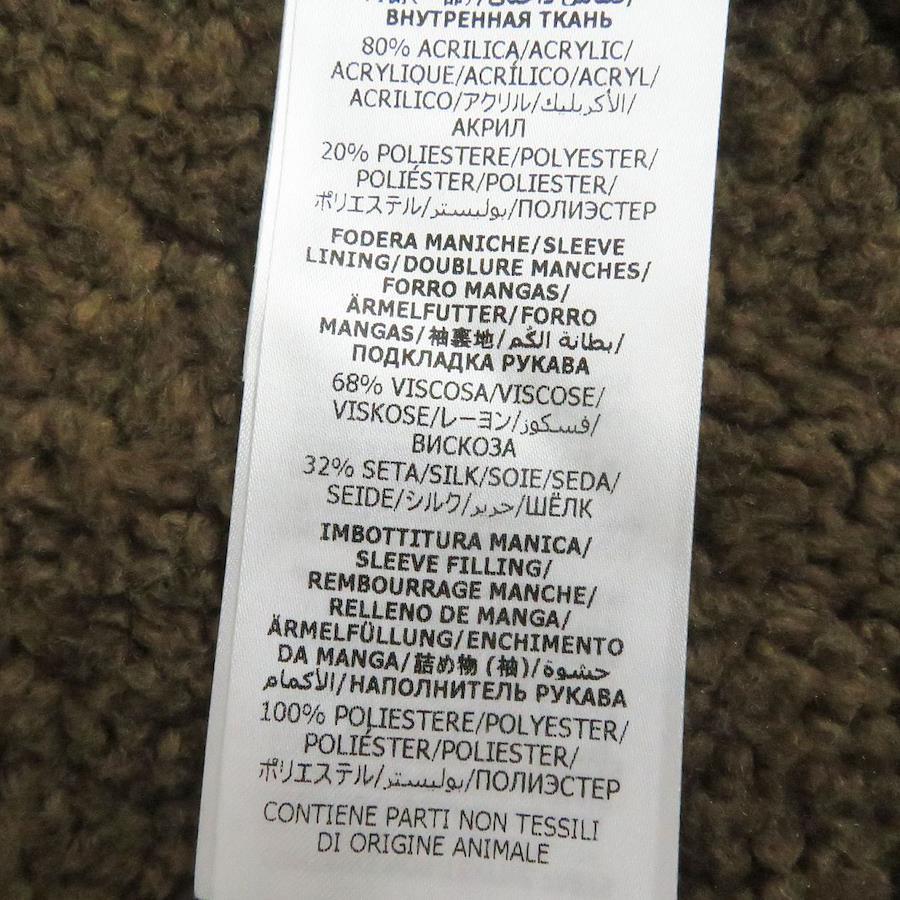 ВНУТРЕННАЯ ТКАНЬ
80% ACRILICA/ACRYLIC/
ACRYLIQUE/ACRÍLICO/ACRYL/
ACRILICO/アクリル/الأكريليك/
АКРИЛ
20% POLIESTERE/POLYESTER/
POLIÉSTER/POLIESTER/
ポリエステル/بوليستر/ПОЛИЭСТЕР
FODERA MANICHE/SLEEVE
LINING/DOUBLURE MANCHES/
FORRO MANGAS/
ÄRMELFUTTER/FORRO
MANGAS/袖裏地/بطانة الكُم/
ПОДКЛАДКА РУКАВА
68% VISCOSA/VISCOSE/
VISKOSE/レーヨン/فسكوز/
ВИСКОЗА
32% SETA/SILK/SOIE/SEDA/
SEIDE/シルク/حرير/ШЁЛК
IMBOTTITURA MANICA/
SLEEVE FILLING/
REMBOURRAGE MANCHE/
RELLENO DE MANGA/
ÄRMELFÜLLUNG/ENCHIMENTO
DA MANGA/詰め物 (袖)/حشوة
الأكمام/НАПОЛНИТЕЛЬ РУКАВА
100% POLIESTERE/POLYESTER/
POLIÉSTER/POLIESTER/
ポリエステル/بوليستر/ПОЛИЭСТЕР
CONTIENE PARTI NON TESSILI
DI ORIGINE ANIMALE